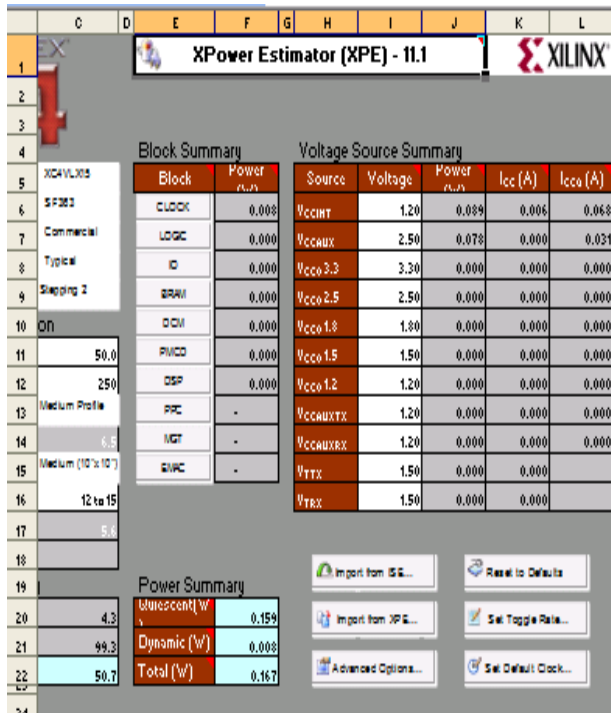 C D E F G H I J K L
1 EX XPower Estimator (XPE) - 11.1 XILINX
2
3
4 Block Summary Voltage Source Summary
5 XC4VLX15 Block Power Source Voltage Power Icc (A) Icco (A)
6 SF363 CLOCK 0.008 VCCINT 1.20 0.089 0.006 0.068
7 Commercial LOGIC 0.000 VCCAUX 2.50 0.078 0.000 0.031
8 Typical IO 0.000 VCCO 3.3 3.30 0.000 0.000 0.000
9 Stepping 2 BRAM 0.000 VCCO 2.5 2.50 0.000 0.000 0.000
10 on DCM 0.000 VCCO 1.8 1.80 0.000 0.000 0.000
11 50.0 PMCD 0.000 VCCO 1.5 1.50 0.000 0.000 0.000
12 250 DSP 0.000 VCCO 1.2 1.20 0.000 0.000 0.000
13 Medium Profile PPC - VCCAUXTX 1.20 0.000 0.000 0.000
14 6.5 MGT - VCCAUXRX 1.20 0.000 0.000 0.000
15 Medium (10"x 10") EMAC - VTTX 1.50 0.000 0.000
16 12 to 15 VTRX 1.50 0.000 0.000
17 5.6
18 Import from ISE... Reset to Defaults
19 Power Summary
20 4.3 Quiescent(W) 0.159 Import from XPE... Set Toggle Rate...
21 99.3 Dynamic (W) 0.008
22 50.7 Total (W) 0.167 Advanced Options... Set Default Clock...